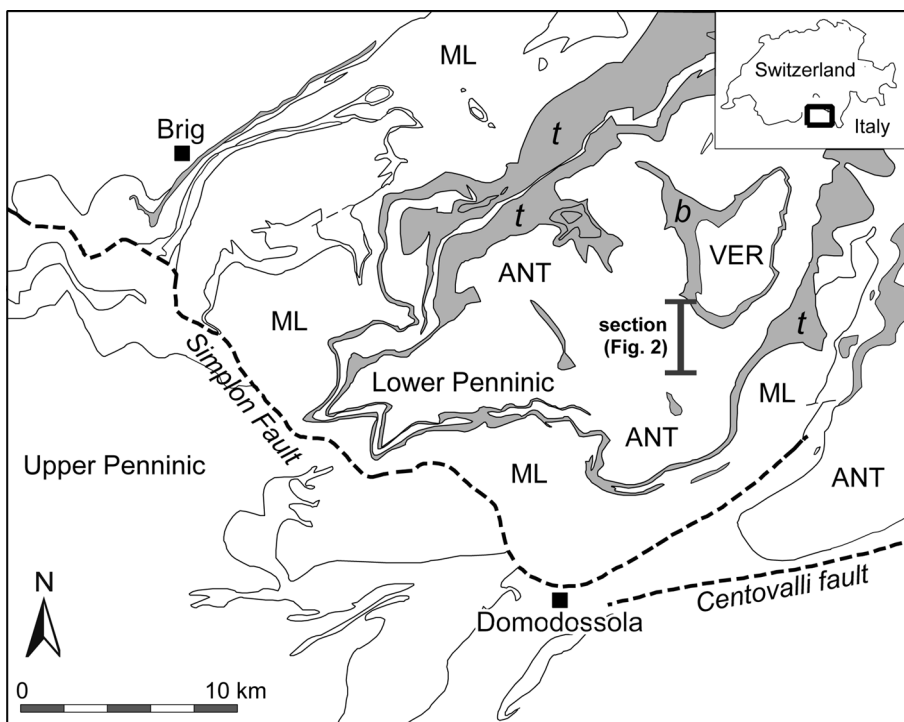 ML
Switzerland
Italy
Brig
t
t
b
VER
ANT
section
(Fig. 2)
t
ML
Simplon Fault
Lower Penninic
ML
ANT
Upper Penninic
ML
ANT
N
Centovalli fault
Domodossola
0
10 km